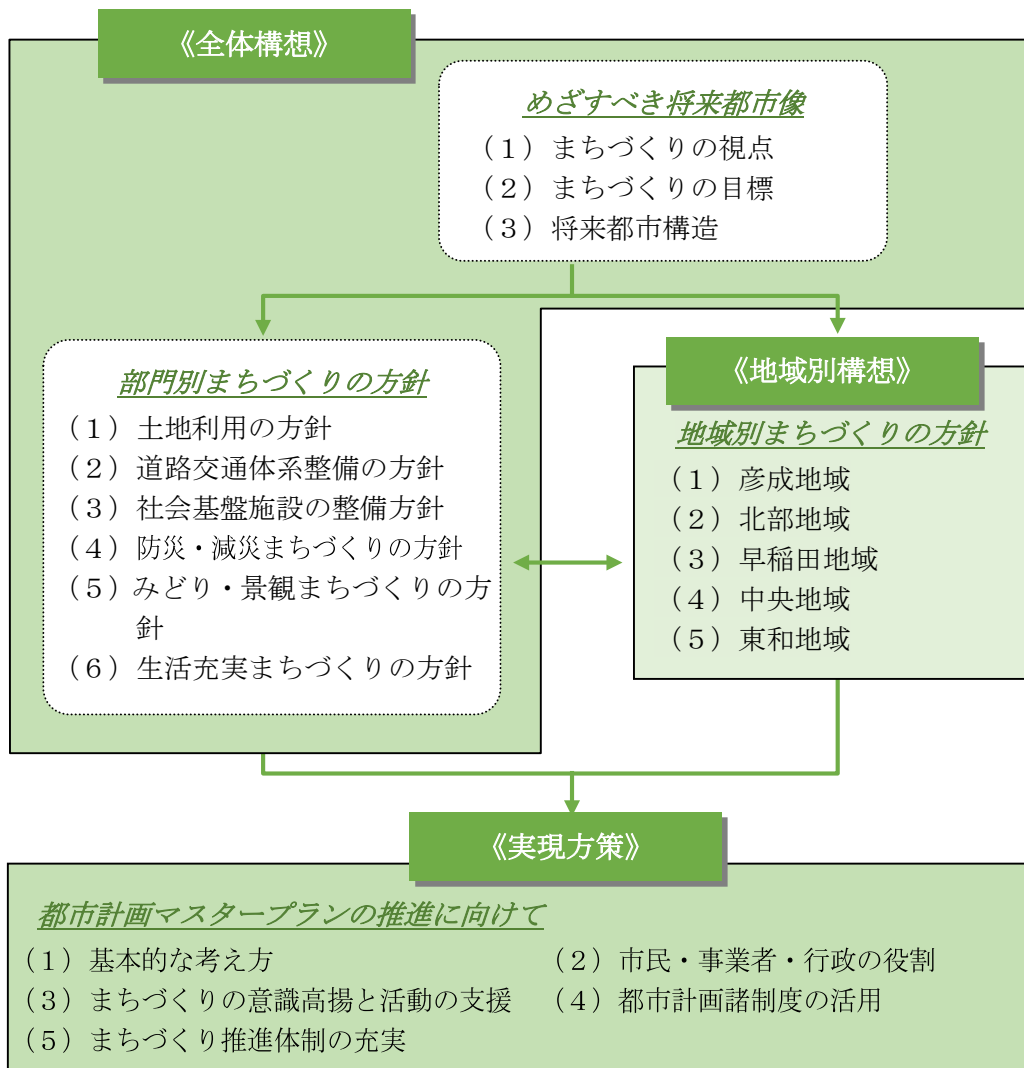 《全体構想》
めざすべき将来都市像
(1)まちづくりの視点
(2)まちづくりの目標
(3)将来都市構造
部門別まちづくりの方針
(1)土地利用の方針
(2)道路交通体系整備の方針
(3)社会基盤施設の整備方針
(4)防災・減災まちづくりの方針
(5)みどり・景観まちづくりの方
針
(6)生活充実まちづくりの方針
《地域別構想》
地域別まちづくりの方針
(1)彦成地域
(2)北部地域
(3)早稲田地域
(4)中央地域
(5)東和地域
《実現方策》
都市計画マスタープランの推進に向けて
(1)基本的な考え方
(2)市民・事業者・行政の役割
(3)まちづくりの意識高揚と活動の支援
(4)都市計画諸制度の活用
(5)まちづくり推進体制の充実